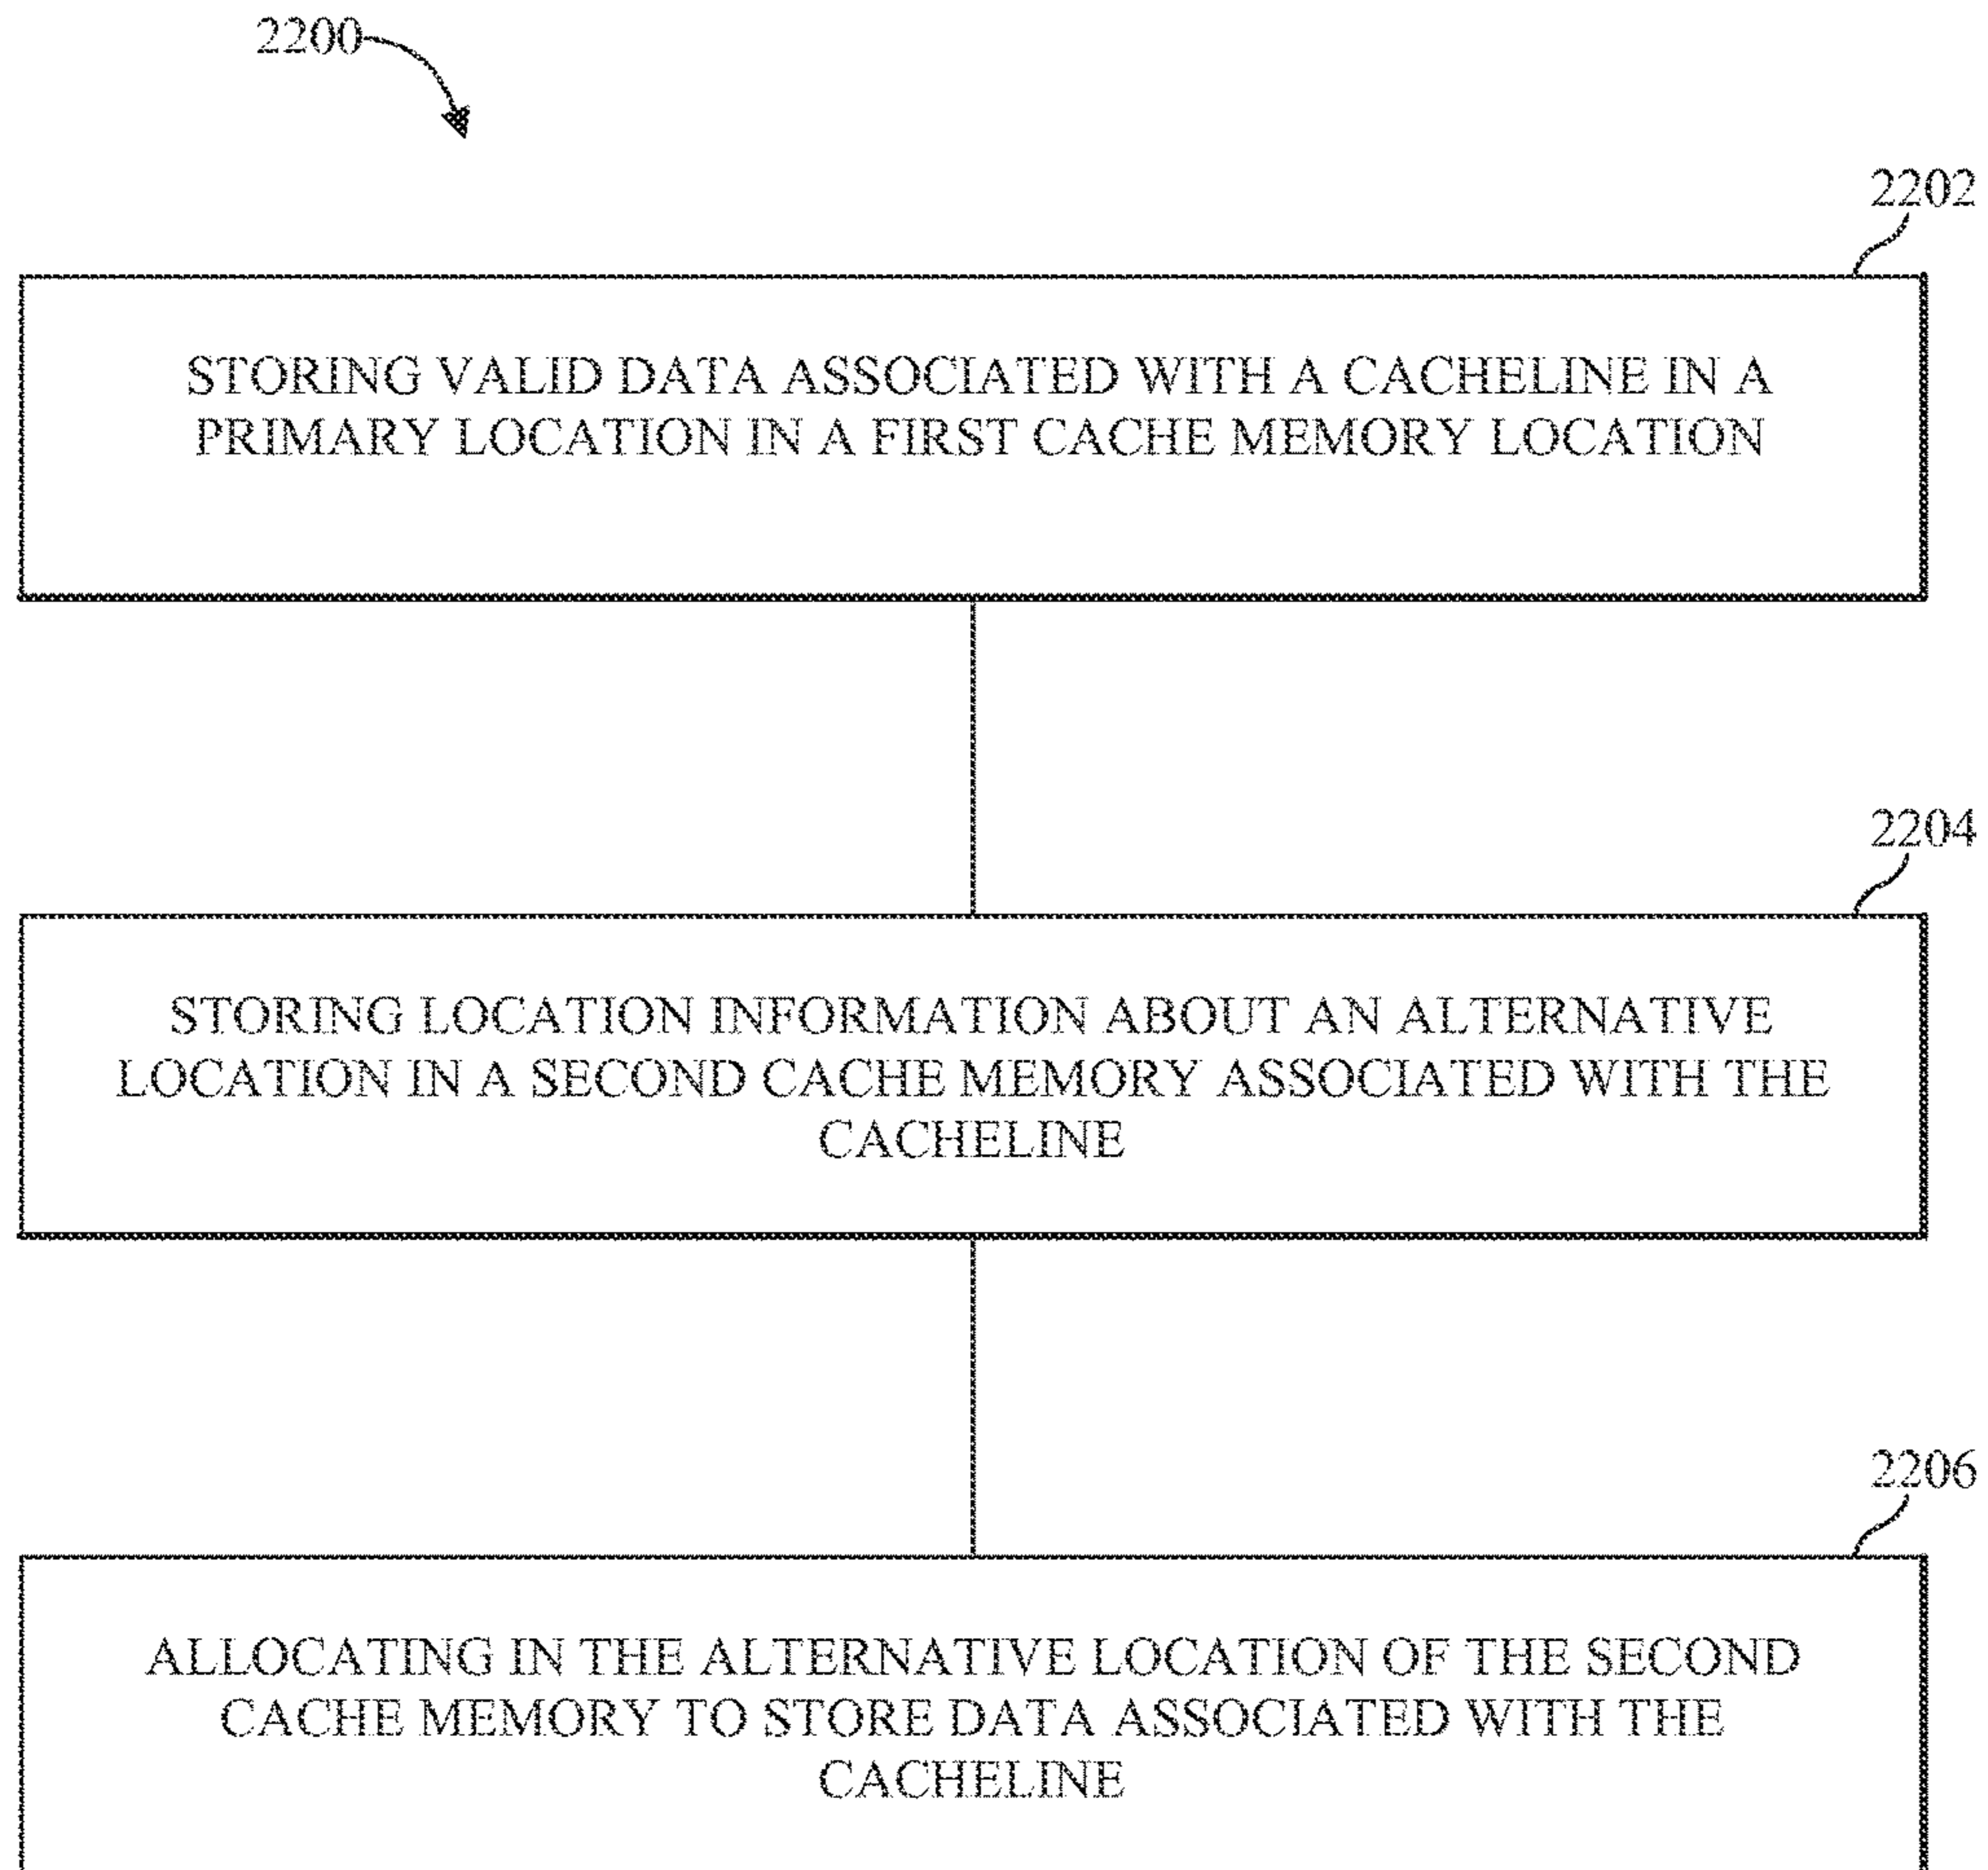 2200
2202
STORING VALID DATA ASSOCIATED WITH A CACHELINE IN A
PRIMARY LOCATION IN A FIRST CACHE MEMORY LOCATION
2204
STORING LOCATION INFORMATION ABOUT AN ALTERNATIVE
LOCATION IN A SECOND CACHE MEMORY ASSOCIATED WITH THE
CACHELINE
2206
ALLOCATING IN THE ALTERNATIVE LOCATION OF THE SECOND
CACHE MEMORY TO STORE DATA ASSOCIATED WITH THE
CACHELINE